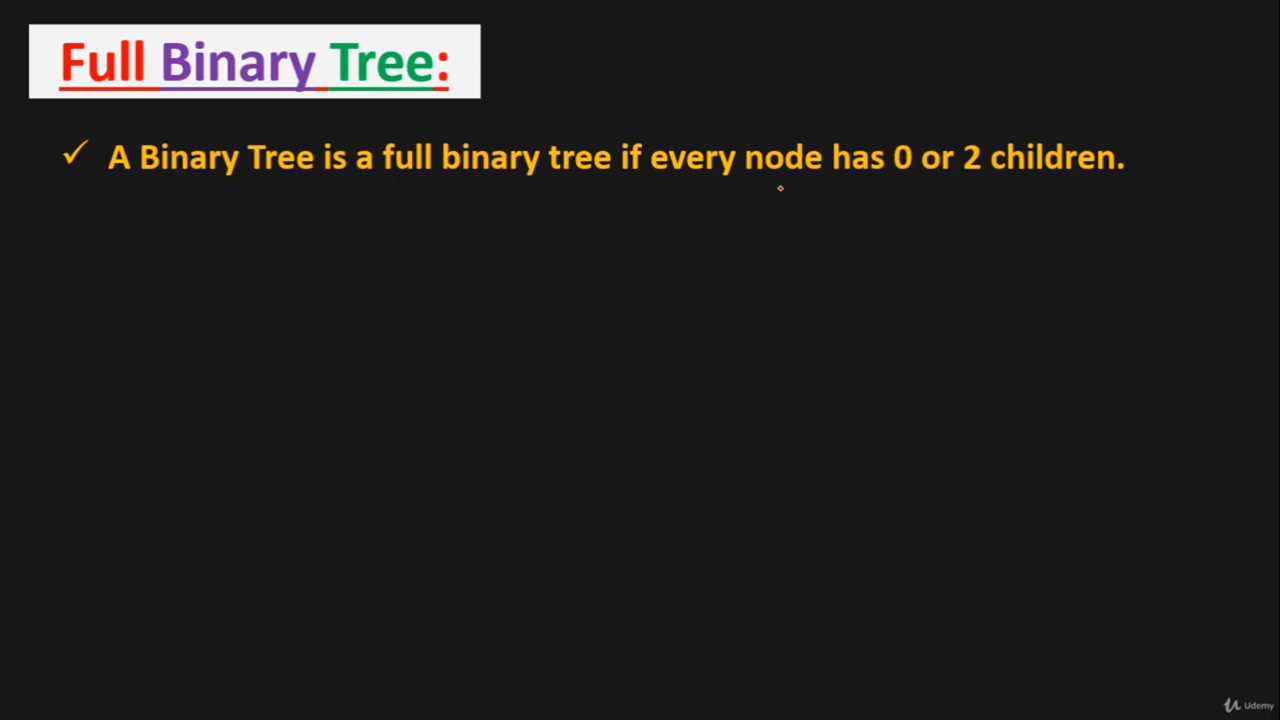 Full Binary Tree:
✓ A Binary Tree is a full binary tree if every node has 0 or 2 children.
Udemy